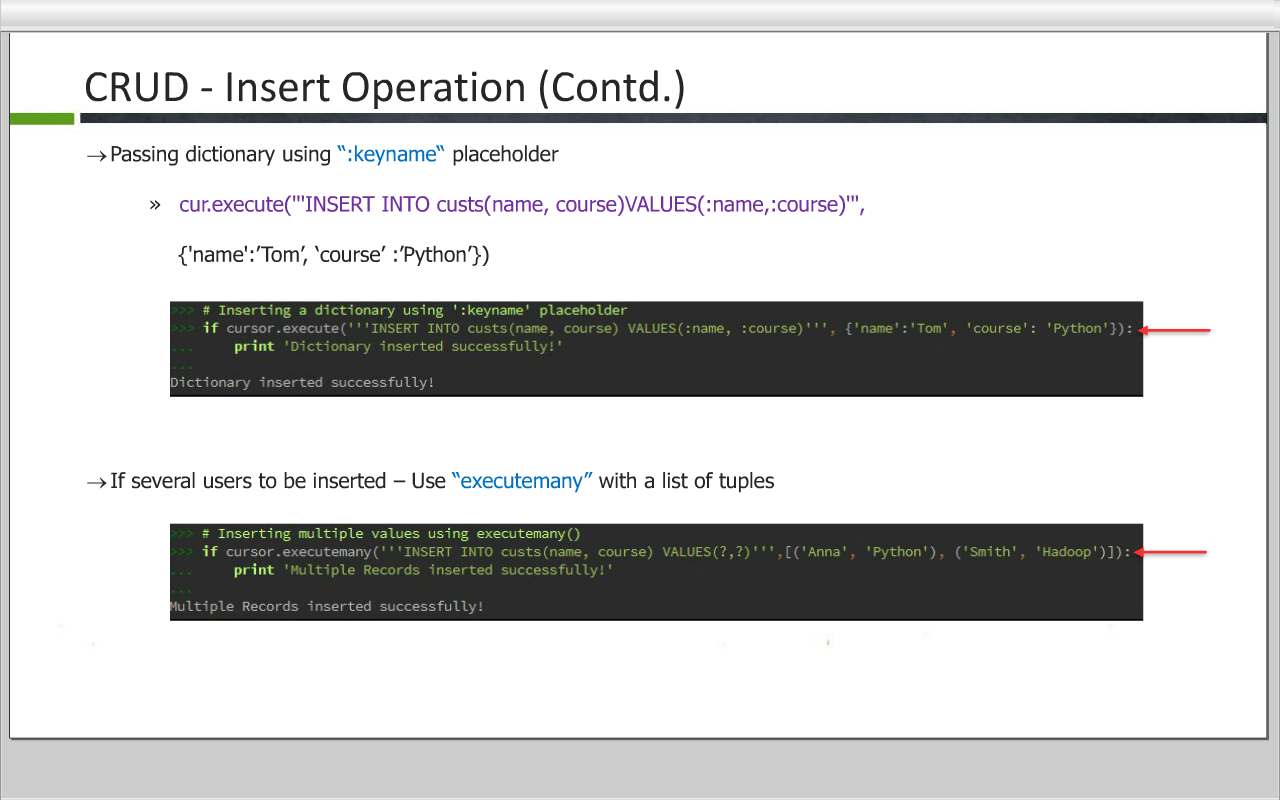 CRUD - Insert Operation (Contd.)
→Passing dictionary using “:keyname“ placeholder
» cur.execute("'INSERT INTO custs(name, course)VALUES(:name,:course)'",
{'name':’Tom’, ‘course’ :’Python’})
>>> # Inserting a dictionary using ':keyname' placeholder
>>> if cursor.execute('''INSERT INTO custs(name, course) VALUES(:name, :course)''', {'name':'Tom', 'course': 'Python'}):
... print 'Dictionary inserted successfully!'
...
Dictionary inserted successfully!
→If several users to be inserted – Use “executemany” with a list of tuples
>>> # Inserting multiple values using executemany()
>>> if cursor.executemany('''INSERT INTO custs(name, course) VALUES(?,?)''',[('Anna', 'Python'), ('Smith', 'Hadoop')]):
... print 'Multiple Records inserted successfully!'
...
Multiple Records inserted successfully!